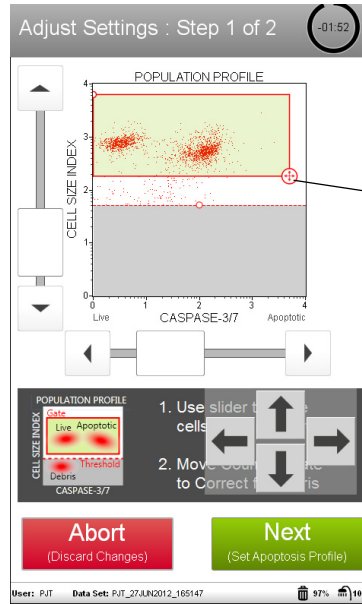 Adjust Settings : Step 1 of 2
-01:52
POPULATION PROFILE
CELL SIZE INDEX
4
3
2
1
0
0 1 2 3 4
Live CASPASE-3/7 Apoptotic
POPULATION PROFILE
Gate
Live Apoptotic
Threshold
Debris
CELL SIZE INDEX
CASPASE-3/7
1. Use slider t
cells
2. Mov
to Correct f
Abort
(Discard Changes)
Next
(Set Apoptosis Profile)
User: PJT Data Set: PJT_27JUN2012_165147 97% 10